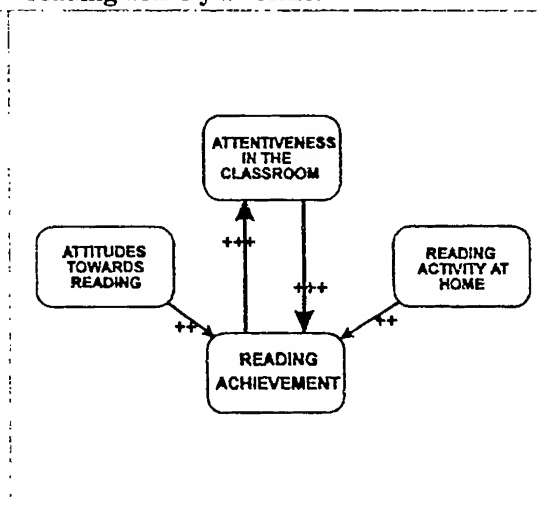 ATTENTIVENESS
IN THE
CLASSROOM
+++
ATTITUDES
TOWARDS
READING
READING
ACTIVITY AT
HOME
+++
++
++
READING
ACHIEVEMENT